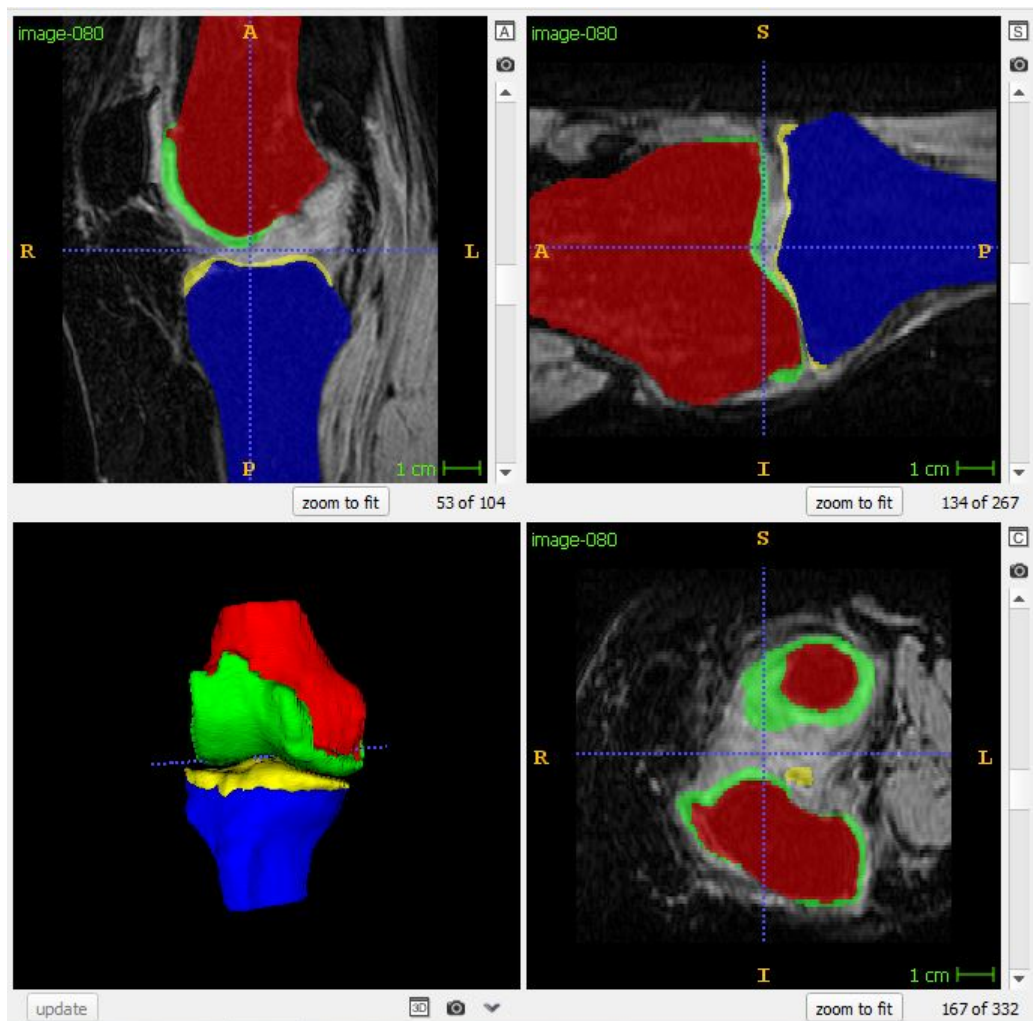 image-080
A
R
L
P
1 cm
A
zoom to fit
53 of 104
image-080
S
A
P
I
1 cm
S
zoom to fit
134 of 267
update
3D
image-080
S
R
L
I
1 cm
C
zoom to fit
167 of 332